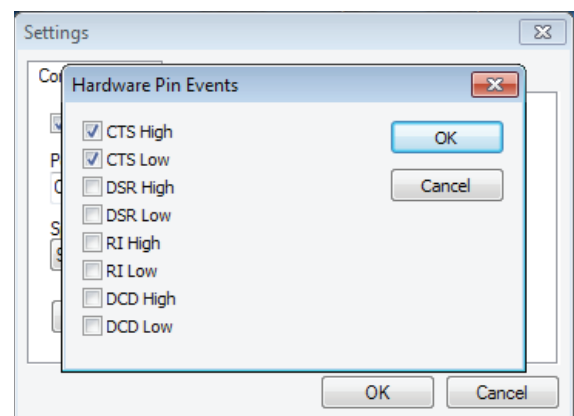 Settings
Hardware Pin Events
CTS High
OK
CTS Low
DSR High
Cancel
DSR Low
RI High
RI Low
DCD High
DCD Low
OK
Cancel